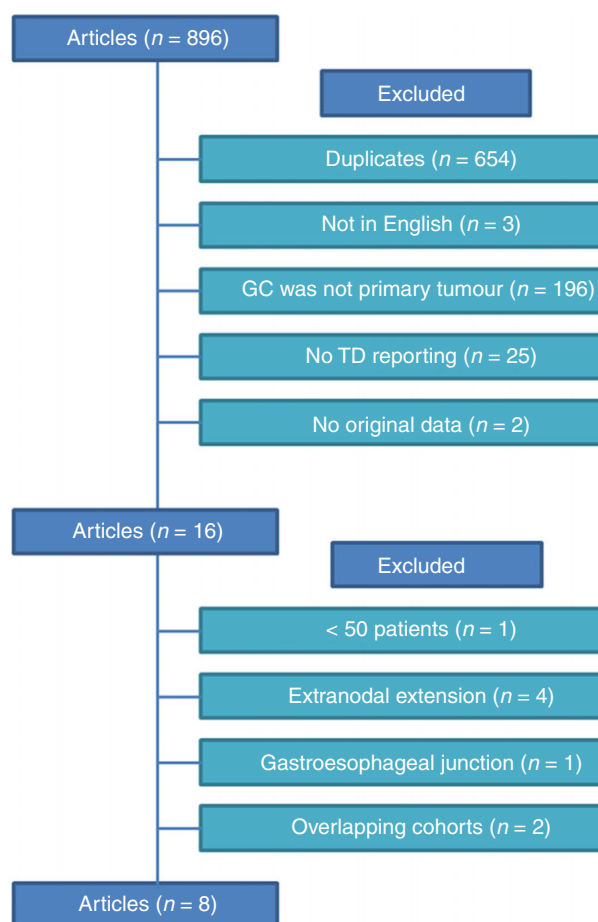 Articles (n = 896)
Excluded
Duplicates (n = 654)
Not in English (n = 3)
GC was not primary tumour (n = 196)
No TD reporting (n = 25)
No original data (n = 2)
Articles (n = 16)
Excluded
< 50 patients (n = 1)
Extranodal extension (n = 4)
Gastroesophageal junction (n = 1)
Overlapping cohorts (n = 2)
Articles (n = 8)